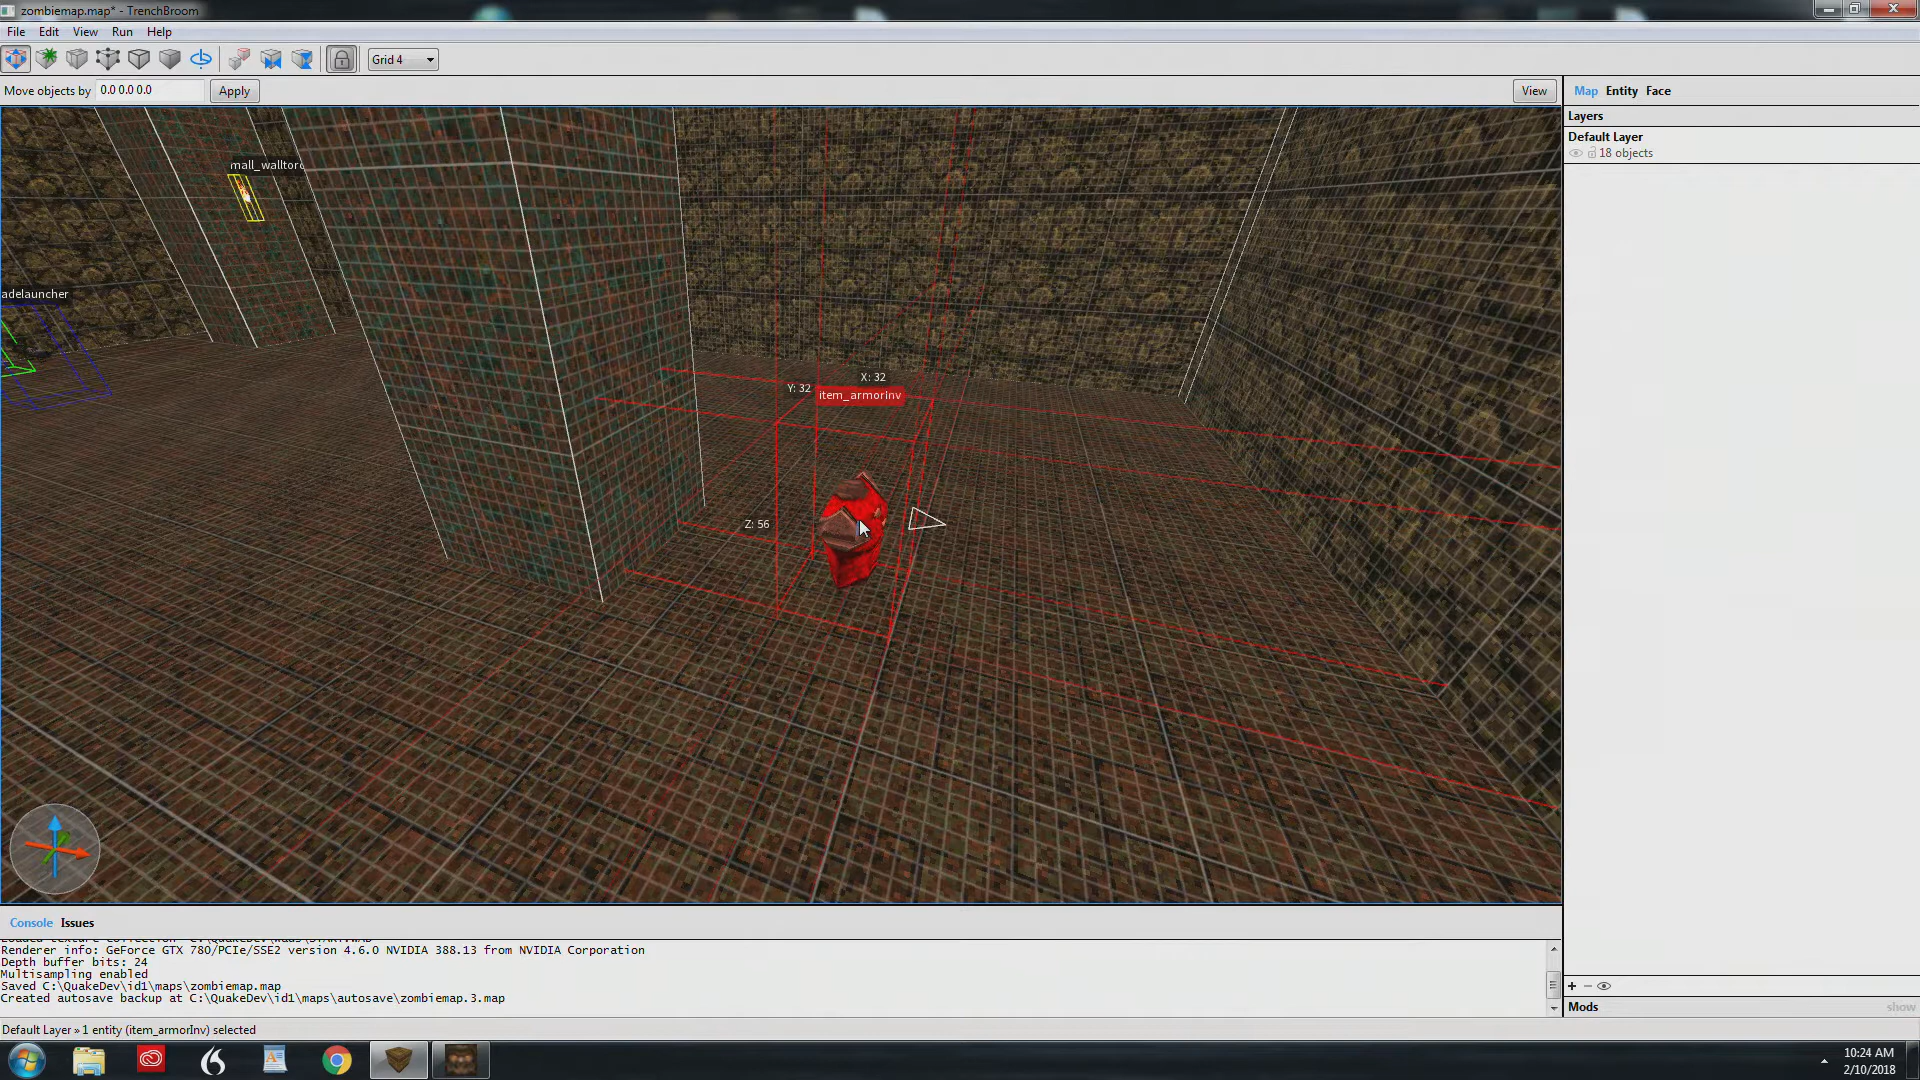 zombiemap.map* - TrenchBroom
File Edit View Run Help
Grid 4
Move objects by 0.0 0.0 0.0 Apply View
Map Entity Face
Layers
Default Layer
18 objects
mall_walltorc
adelauncher
X: 32
Y: 32
item_armorInv
Z: 56
Console Issues
Renderer info: GeForce GTX 780/PCIe/SSE2 version 4.6.0 NVIDIA 388.13 from NVIDIA Corporation
Depth buffer bits: 24
Multisampling enabled
Saved C:\QuakeDev\id1\maps\zombiemap.map
Created autosave backup at C:\QuakeDev\id1\maps\autosave\zombiemap.3.map
Mods show
Default Layer » 1 entity (item_armorInv) selected
10:24 AM
2/10/2018